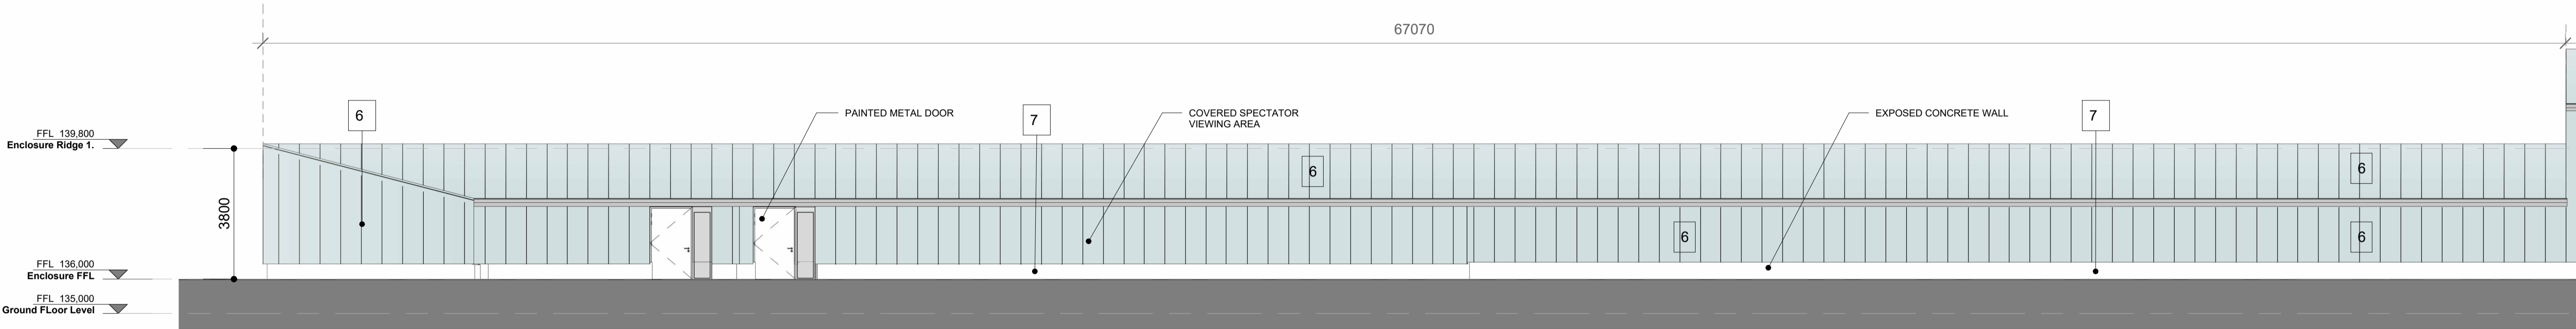 67070
6
PAINTED METAL DOOR
7
COVERED SPECTATOR
VIEWING AREA
EXPOSED CONCRETE WALL
7
FFL 139,800
Enclosure Ridge 1.
6
6
3800
6
6
FFL 136,000
Enclosure FFL
FFL 135,000
Ground FLoor Level